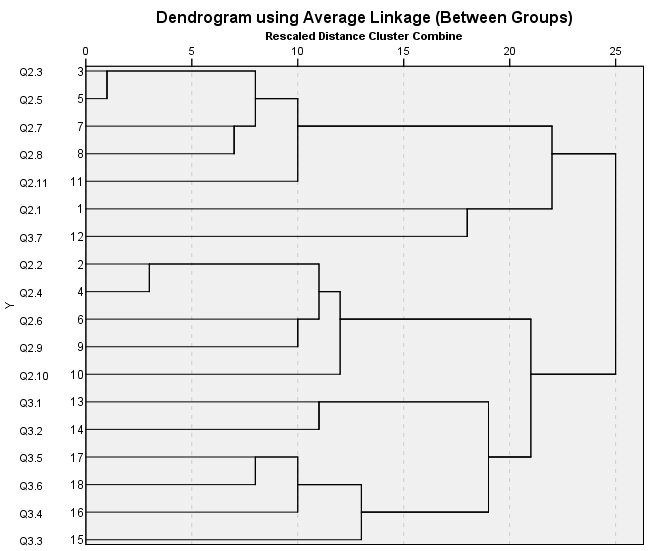 Dendrogram using Average Linkage (Between Groups)
Rescaled Distance Cluster Combine
0 5 10 15 20 25
Q2.3 3
Q2.5 5
Q2.7 7
Q2.8 8
Q2.11 11
Q2.1 1
Q3.7 12
Q2.2 2
Q2.4 4
Y
Q2.6 6
Q2.9 9
Q2.10 10
Q3.1 13
Q3.2 14
Q3.5 17
Q3.6 18
Q3.4 16
Q3.3 15